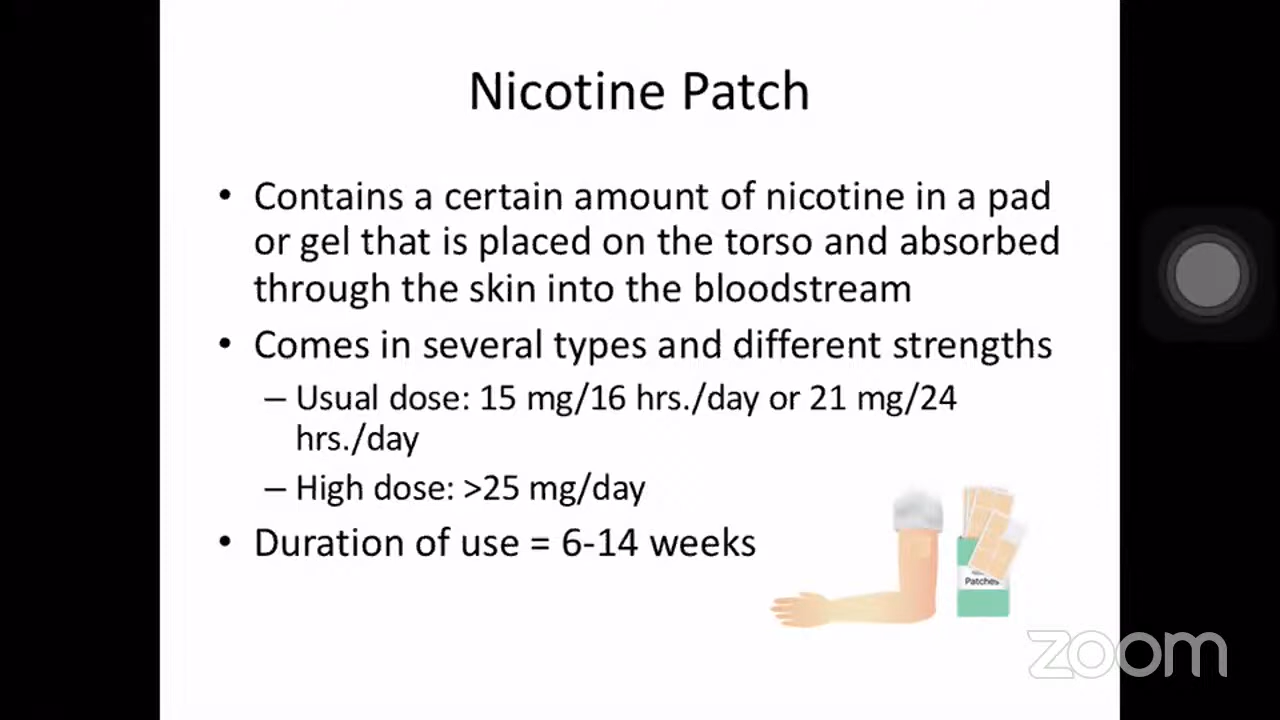 Nicotine Patch
• Contains a certain amount of nicotine in a pad
or gel that is placed on the torso and absorbed
through the skin into the bloodstream
• Comes in several types and different strengths
– Usual dose: 15 mg/16 hrs./day or 21 mg/24
hrs./day
– High dose: >25 mg/day
• Duration of use = 6-14 weeks
Patches
zoom